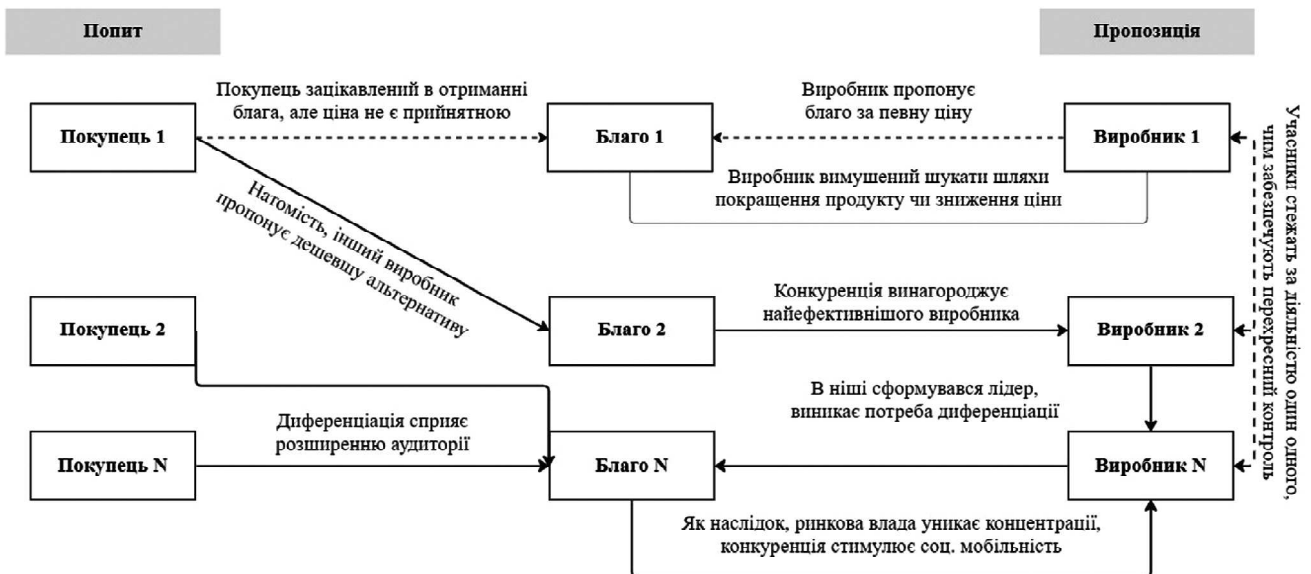 Попит
Пропозиція
Покупець зацікавлений в отриманні
блага, але ціна не є прийнятною
Виробник пропонує
благо за певну ціну
Покупець 1
Благо 1
Виробник 1
Виробник вимушений шукати шляхи
покращення продукту чи зниження ціни
Нагомість, інший виробник
пропонує дешевшу альтернативу
Учасники стежать за діяльністю один одного,
чим забезпечують перехресний контроль
Конкуренція винагороджує
найефективнішого виробника
Покупець 2
Благо 2
Виробник 2
В ніші сформувався лідер,
виникає потреба диференціації
Диференціація сприяє
розширенню аудиторії
Покупець N
Благо N
Виробник N
Як наслідок, ринкова влада уникає концентрації,
конкуренція стимулює соц. мобільність